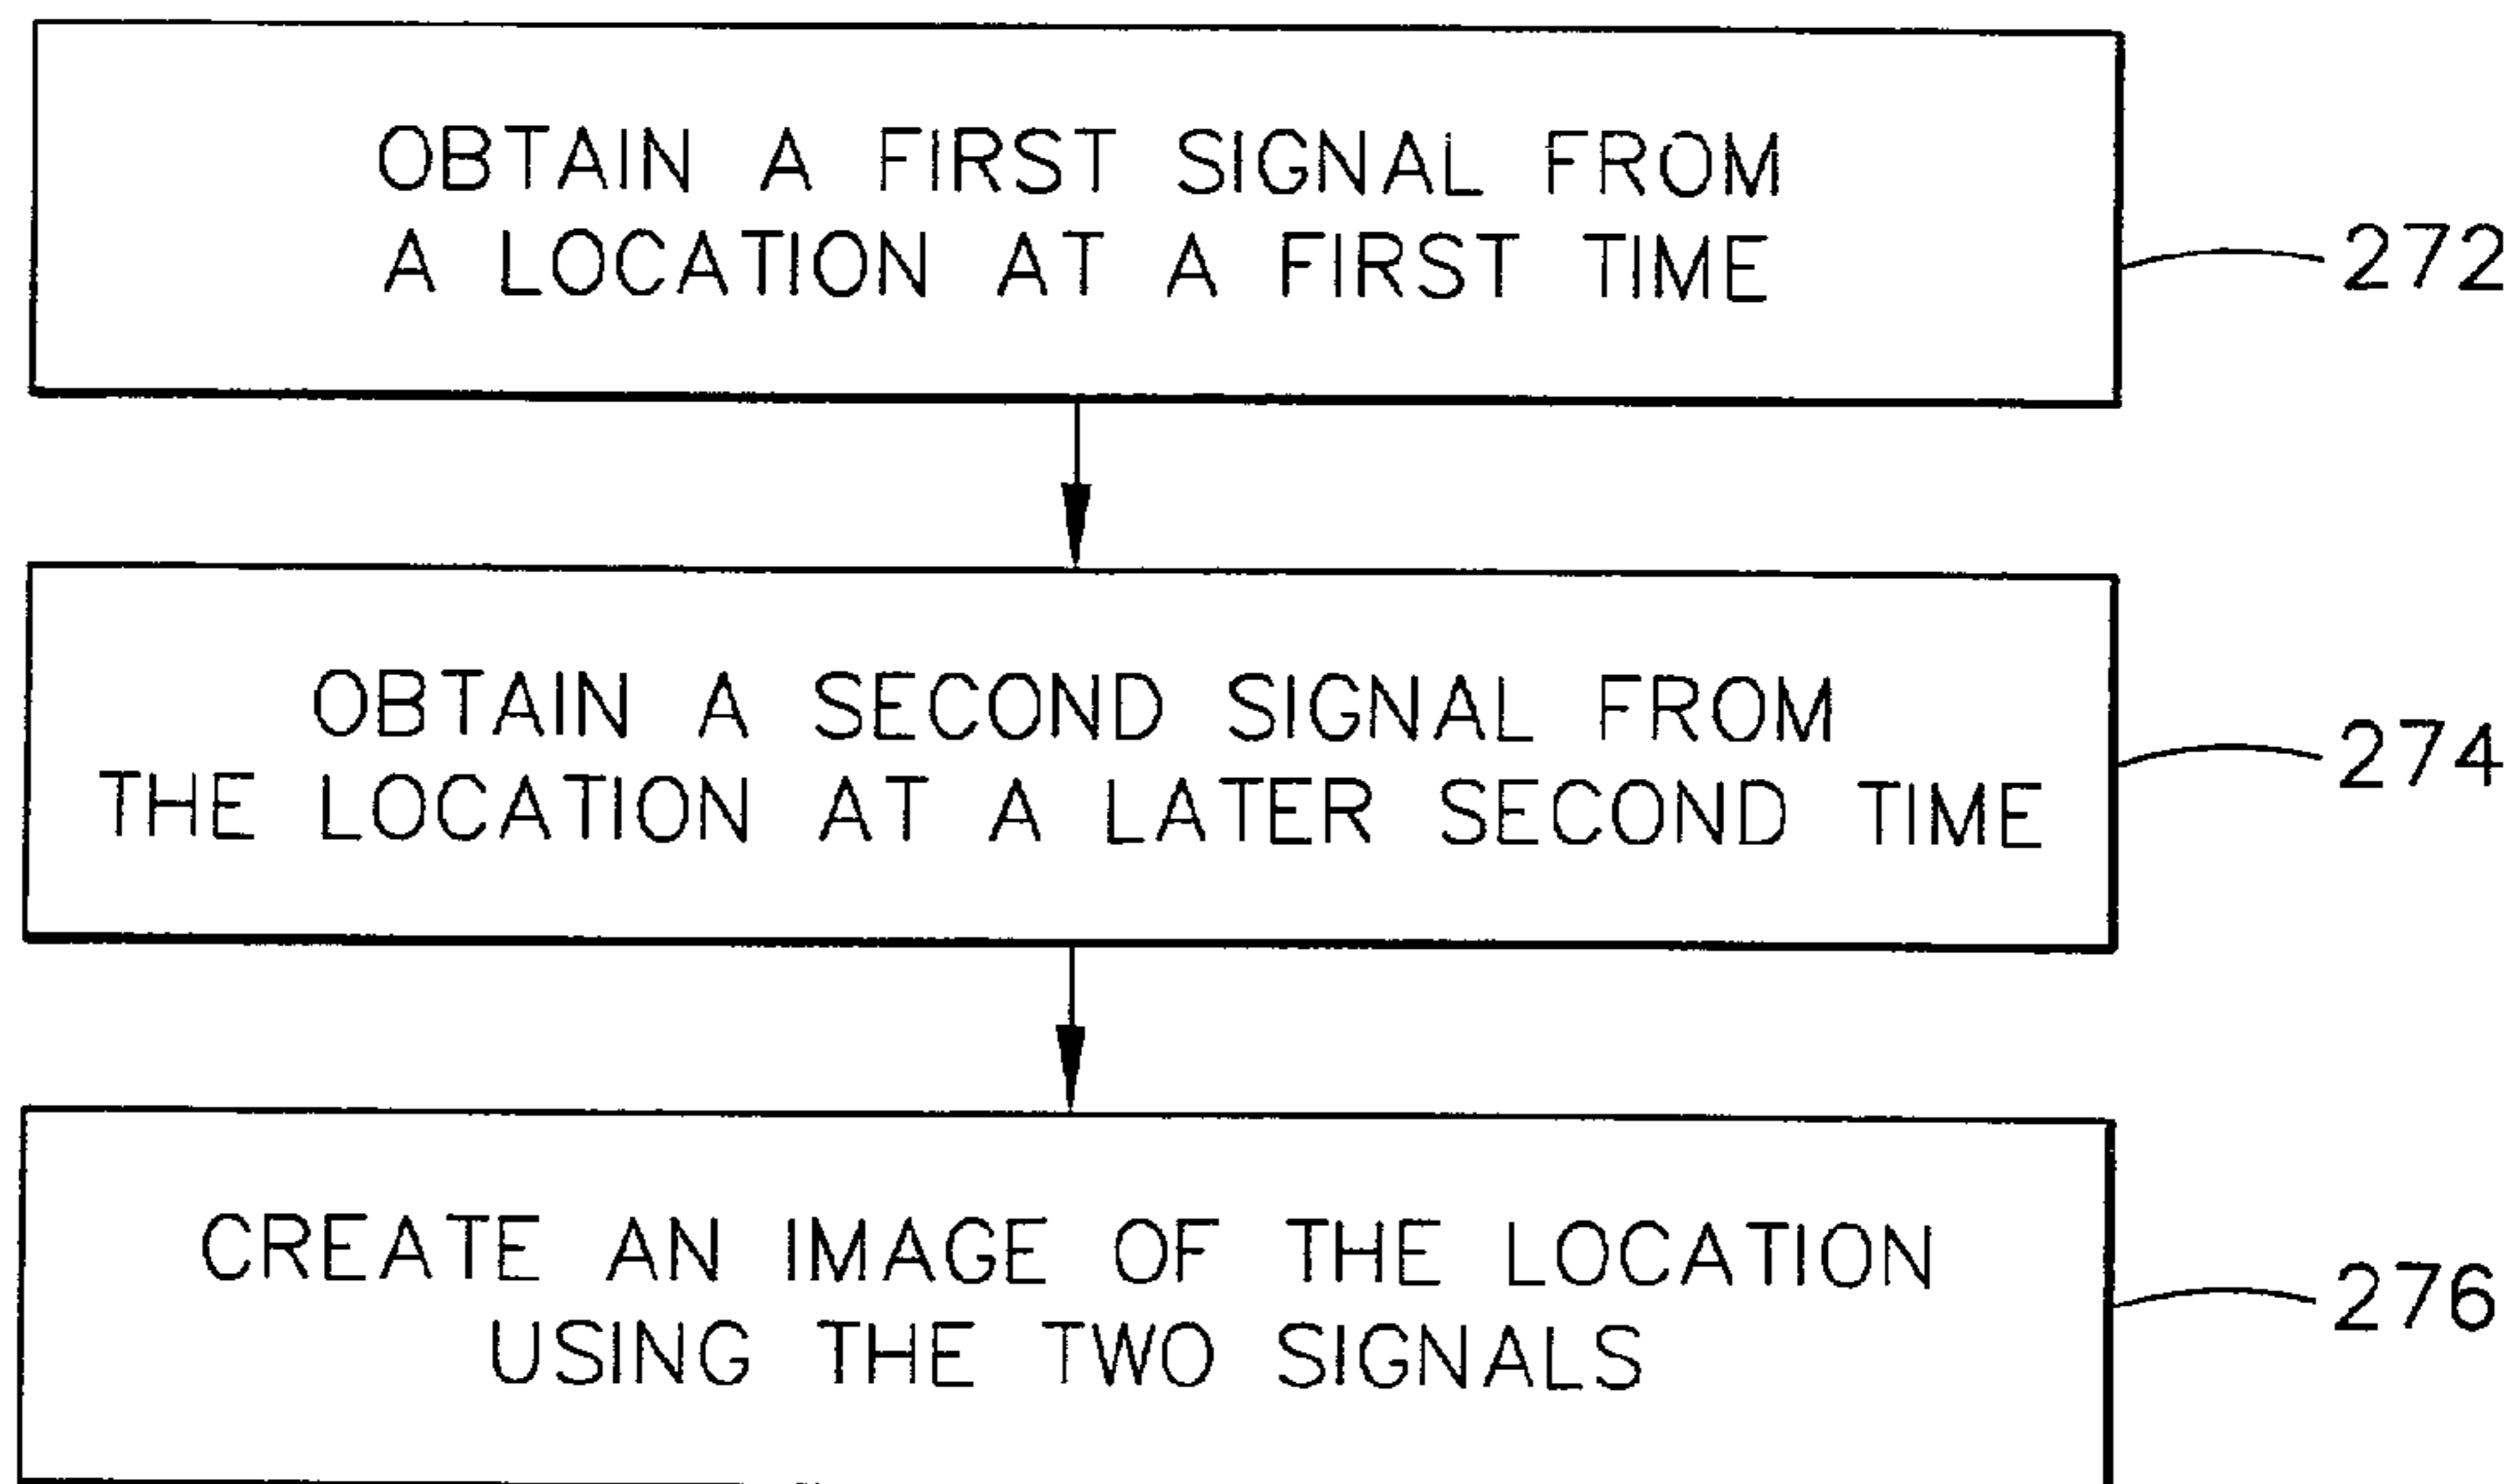 OBTAIN A FIRST SIGNAL FROM
A LOCATION AT A FIRST TIME
272
OBTAIN A SECOND SIGNAL FROM
THE LOCATION AT A LATER SECOND TIME
274
CREATE AN IMAGE OF THE LOCATION
USING THE TWO SIGNALS
276